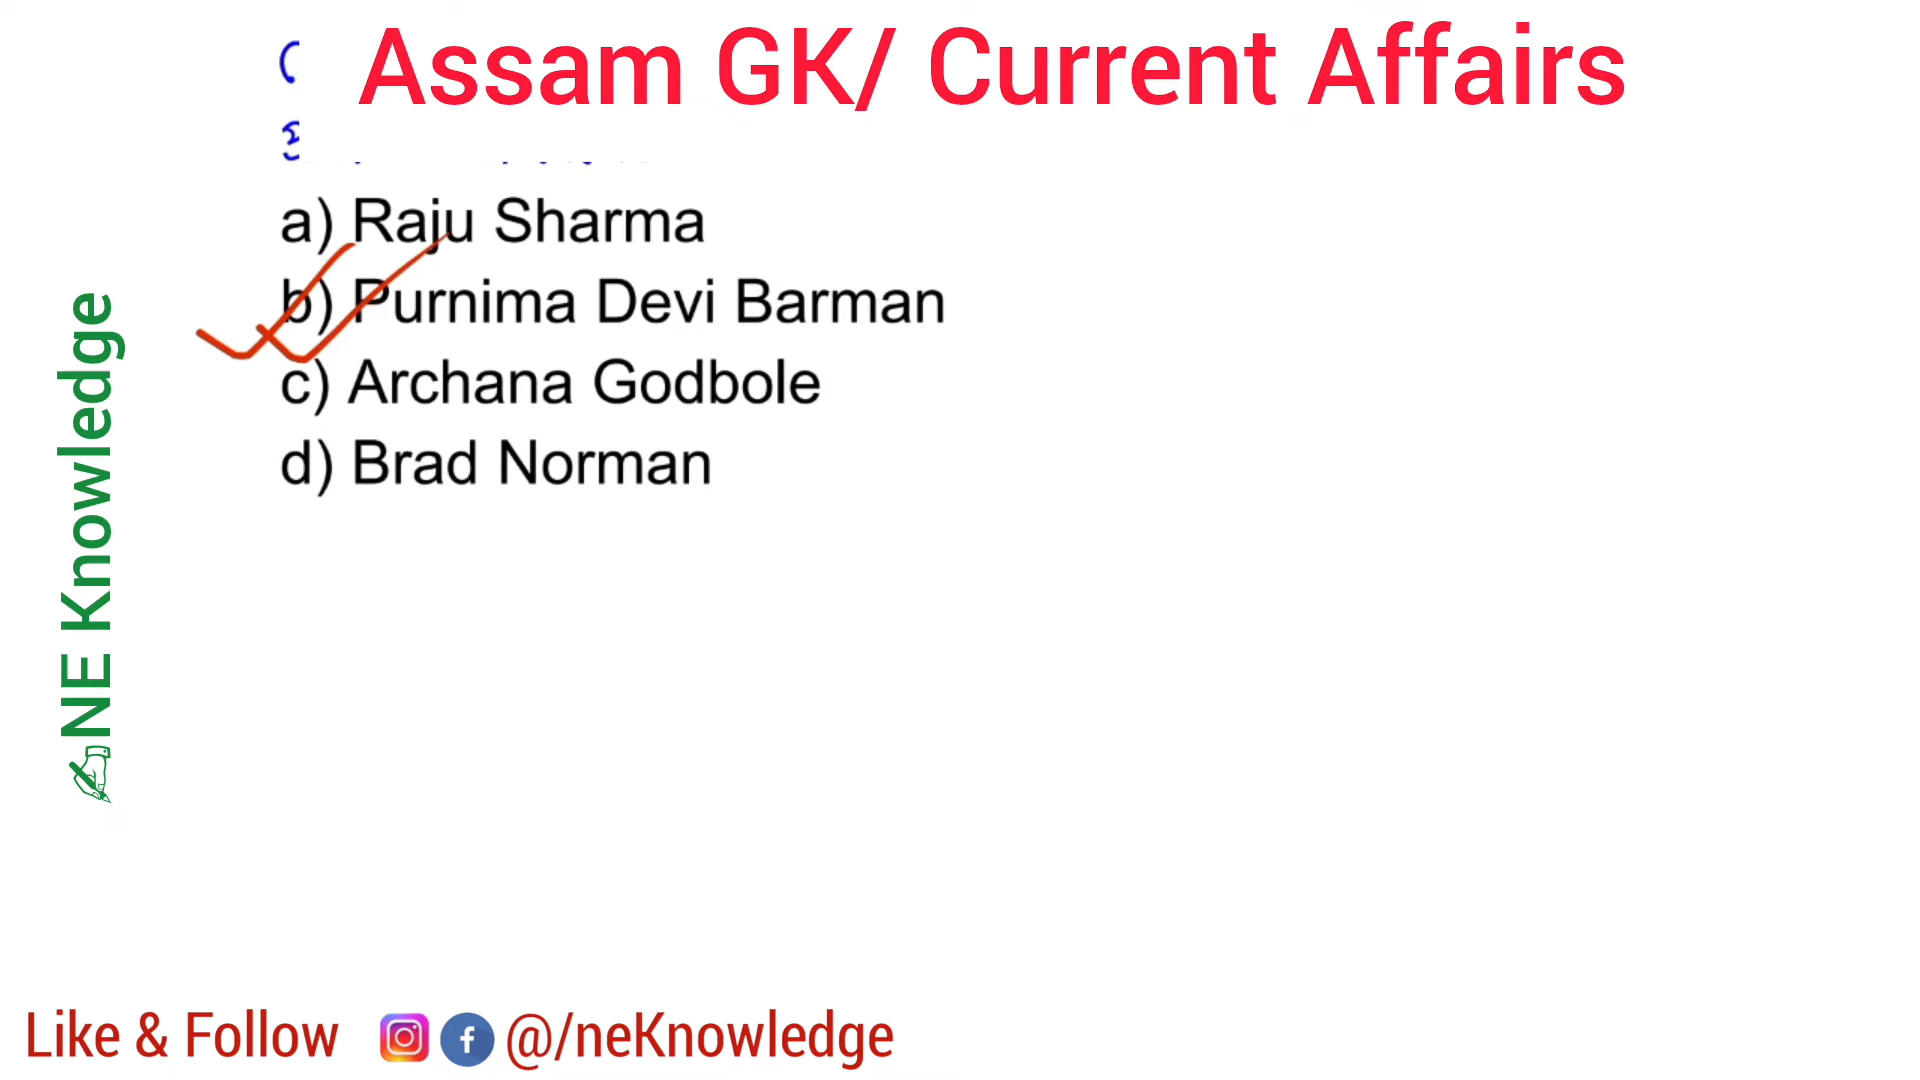 Assam GK/ Current Affairs
a) Raju Sharma
b) Purnima Devi Barman
c) Archana Godbole
d) Brad Norman
✍NE Knowledge
Like & Follow @/neKnowledge